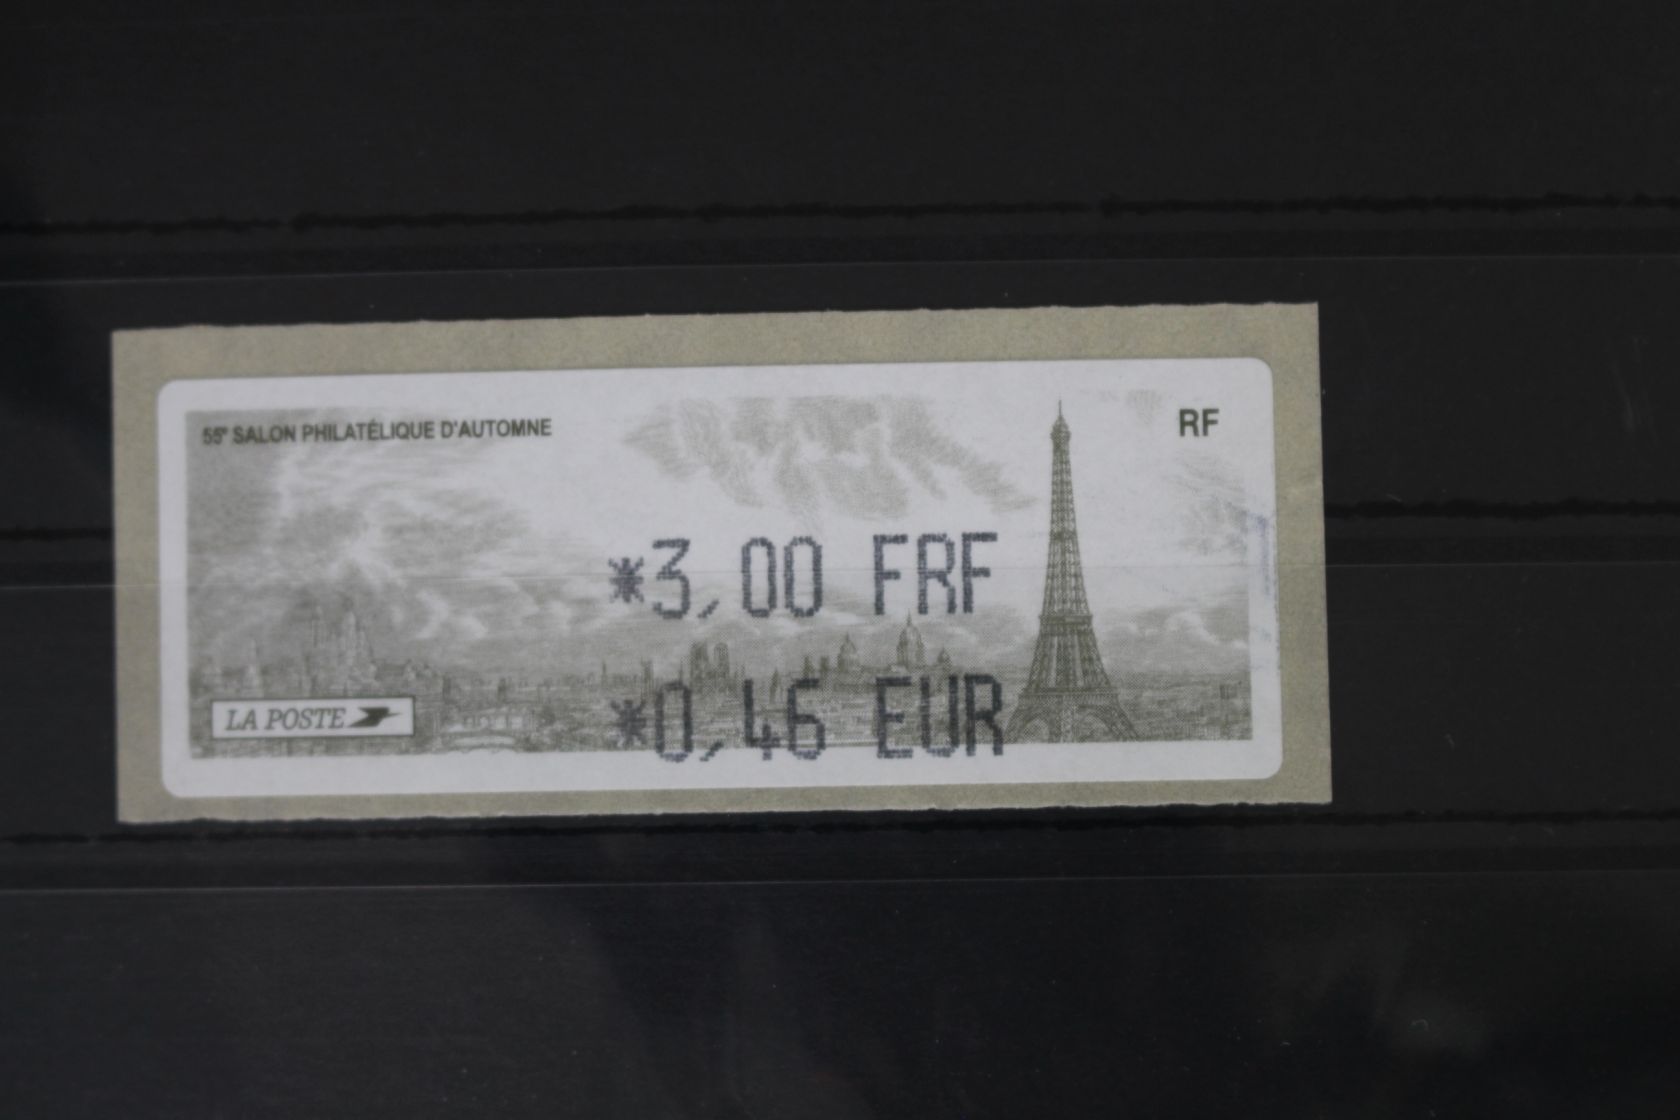 55e SALON PHILATÉLIQUE D'AUTOMNE
RF
*3,00 FRF
*0,46 EUR
LA POSTE